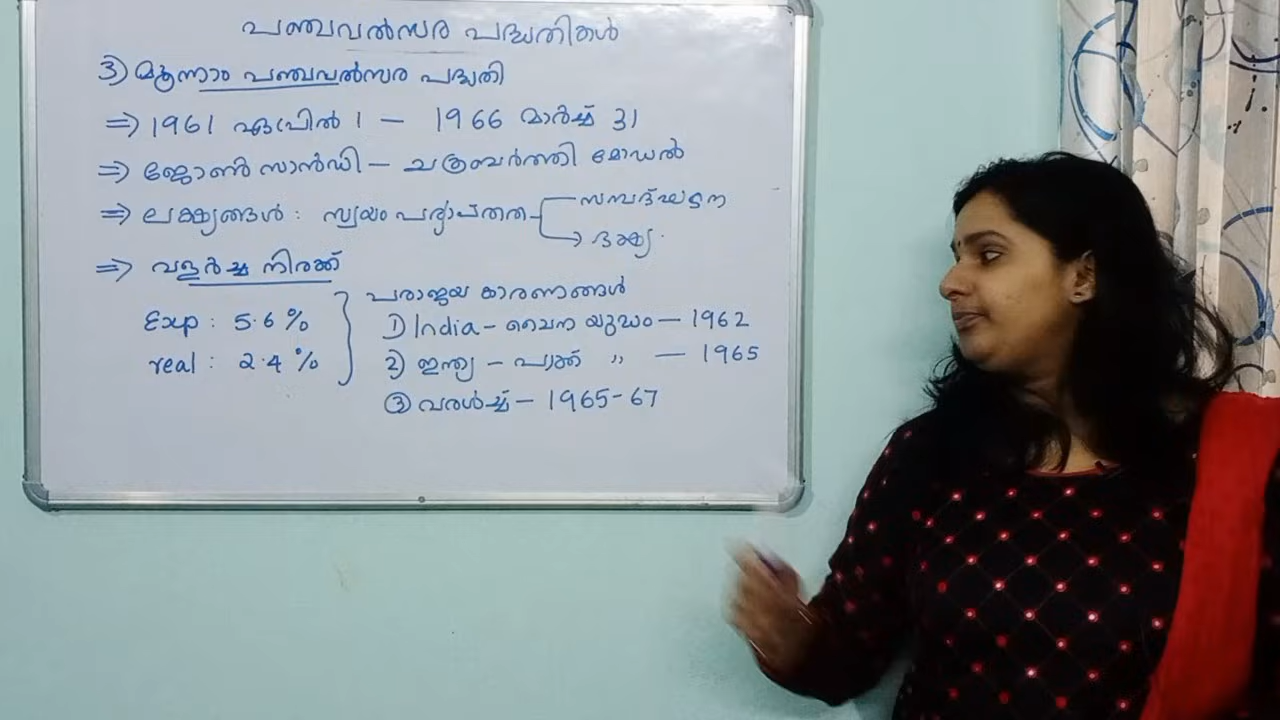 പഞ്ചവൽസര പദ്ധതികൾ
3) മൂന്നാം പഞ്ചവൽസര പദ്ധതി
⇒ 1961 ഏപ്രിൽ 1 — 1966 മാർച്ച് 31
⇒ ജോൺ സാൻഡി — ചക്രബർത്തി മോഡൽ
⇒ ലക്ഷ്യങ്ങൾ : സ്വയം പര്യാപ്തത
സമ്പദ്ഘടന
→ ഭക്ഷ്യ.
⇒ വളർച്ച നിരക്ക്
Exp : 5.6 %
real : 2.4 %
പരാജയ കാരണങ്ങൾ
1) India - ചൈന യുദ്ധം — 1962
2) ഇന്ത്യ - പാക്ക് " — 1965
③ വരൾച്ച് — 1965-67